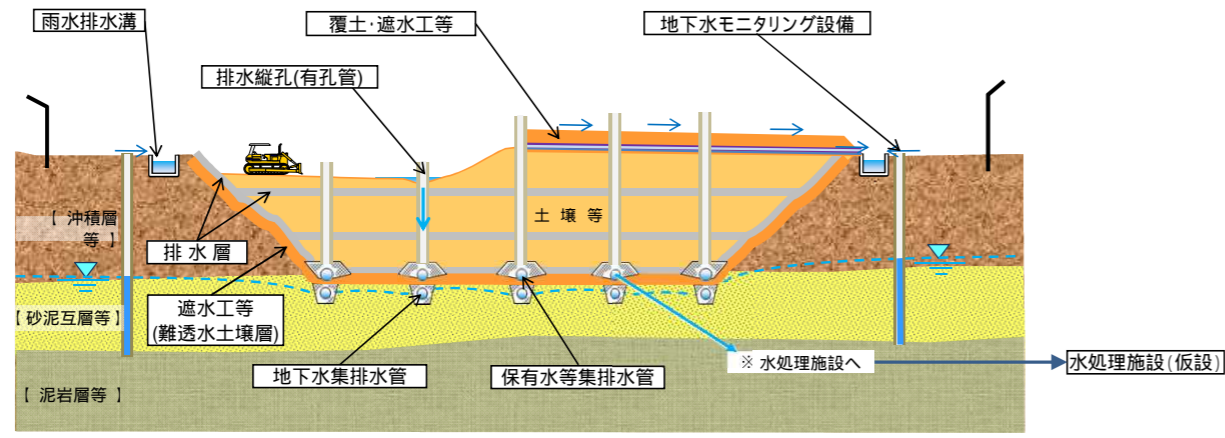 雨水排水溝
覆土･遮水工等
地下水モニタリング設備
排水縦孔(有孔管)
【 沖積層
等 】
土 壌 等
排 水 層
【 砂泥互層等 】
遮水工等
(難透水土壌層)
地下水集排水管
保有水等集排水管
※ 水処理施設へ
水処理施設(仮設)
【 泥岩層等 】